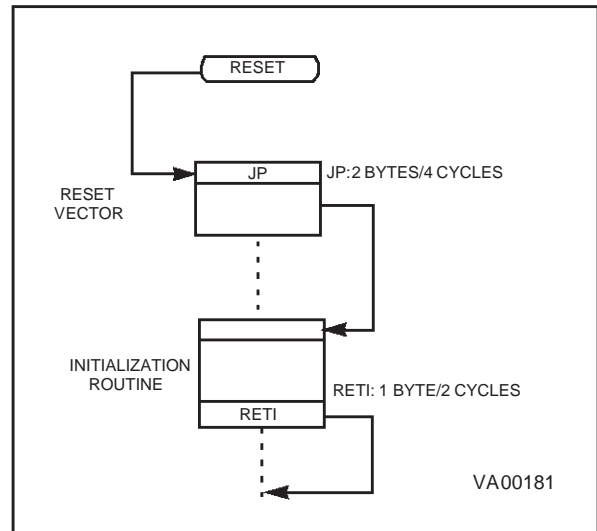 RESET
JP
JP:2 BYTES/4 CYCLES
RESET
VECTOR
INITIALIZATION
ROUTINE
RETI: 1 BYTE/2 CYCLES
RETI
VA00181